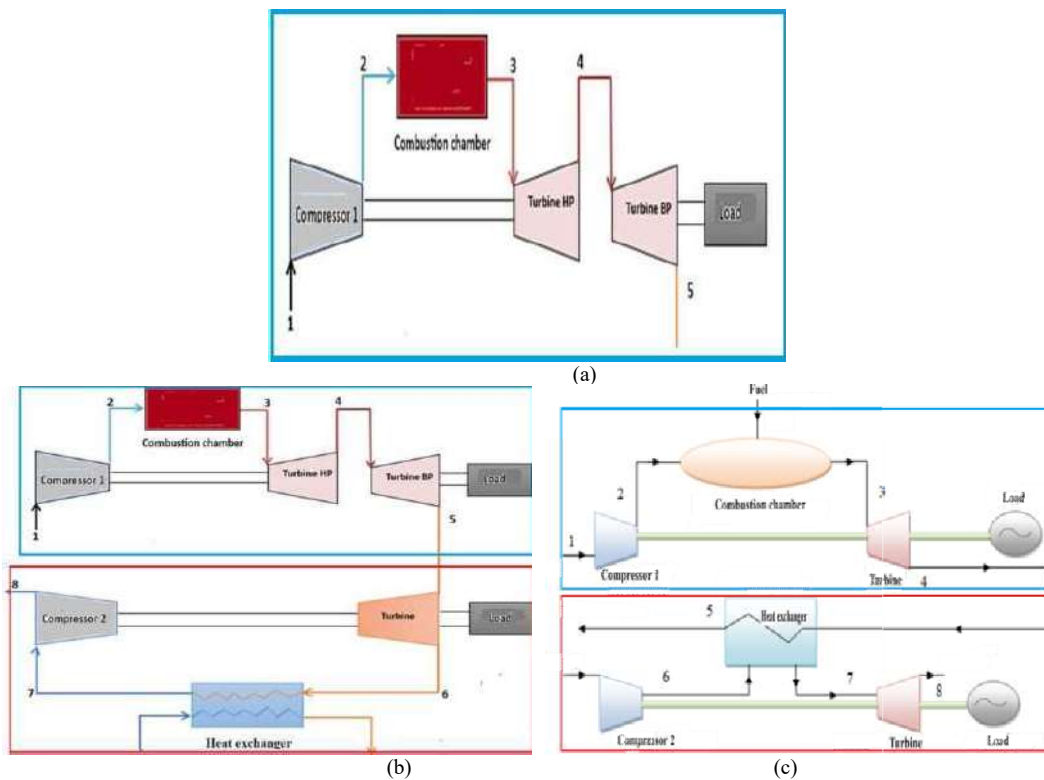 2
3
4
Combustion chamber
Compressor 1
Turbine HP
Turbine BP
Load
1
5
(a)
2
3
4
Combustion chamber
Compressor 1
Turbine HP
Turbine BP
Load
1
5
8
Compressor 2
Turbine
Load
7
6
Heat exchanger
(b)
Fuel
2
3
Combustion chamber
Load
1
Compressor 1
Turbine
4
5
Heat exchanger
6
7
8
Compressor 2
Turbine
Load
(c)